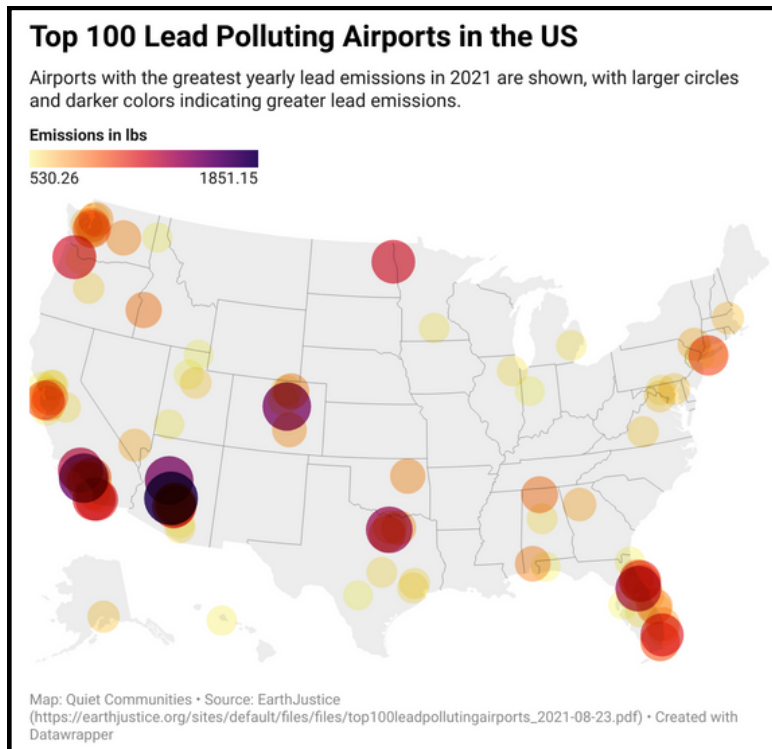 Top 100 Lead Polluting Airports in the US
Airports with the greatest yearly lead emissions in 2021 are shown, with larger circles
and darker colors indicating greater lead emissions.
Emissions in lbs
530.26 1851.15
Map: Quiet Communities • Source: EarthJustice
(https://earthjustice.org/sites/default/files/files/top100leadpollutingairports_2021-08-23.pdf) • Created with
Datawrapper